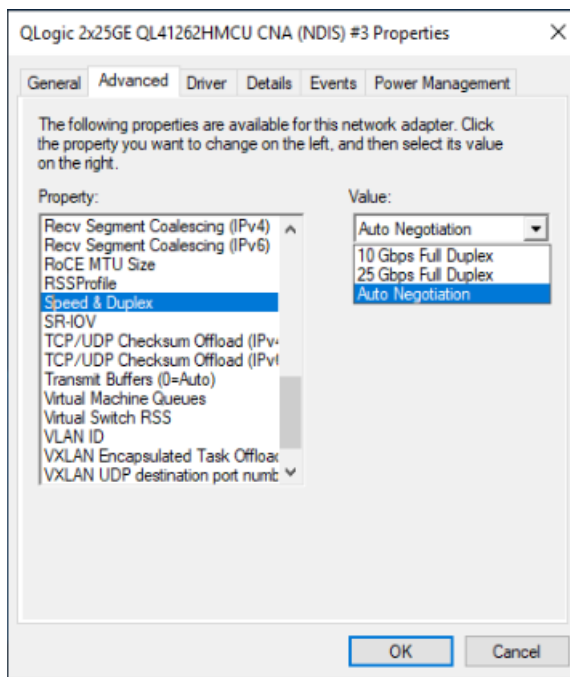 QLogic 2x25GE QL41262HMCU CNA (NDIS) #3 Properties
General Advanced Driver Details Events Power Management
The following properties are available for this network adapter. Click
the property you want to change on the left, and then select its value
on the right.
Property:
Value:
Recv Segment Coalescing (IPv4)
Recv Segment Coalescing (IPv6)
RoCE MTU Size
RSSProfile
Speed & Duplex
SR-IOV
TCP/UDP Checksum Offload (IPv4
TCP/UDP Checksum Offload (IPv6
Transmit Buffers (0=Auto)
Virtual Machine Queues
Virtual Switch RSS
VLAN ID
VXLAN Encapsulated Task Offload
VXLAN UDP destination port numb
Auto Negotiation
10 Gbps Full Duplex
25 Gbps Full Duplex
Auto Negotiation
OK Cancel